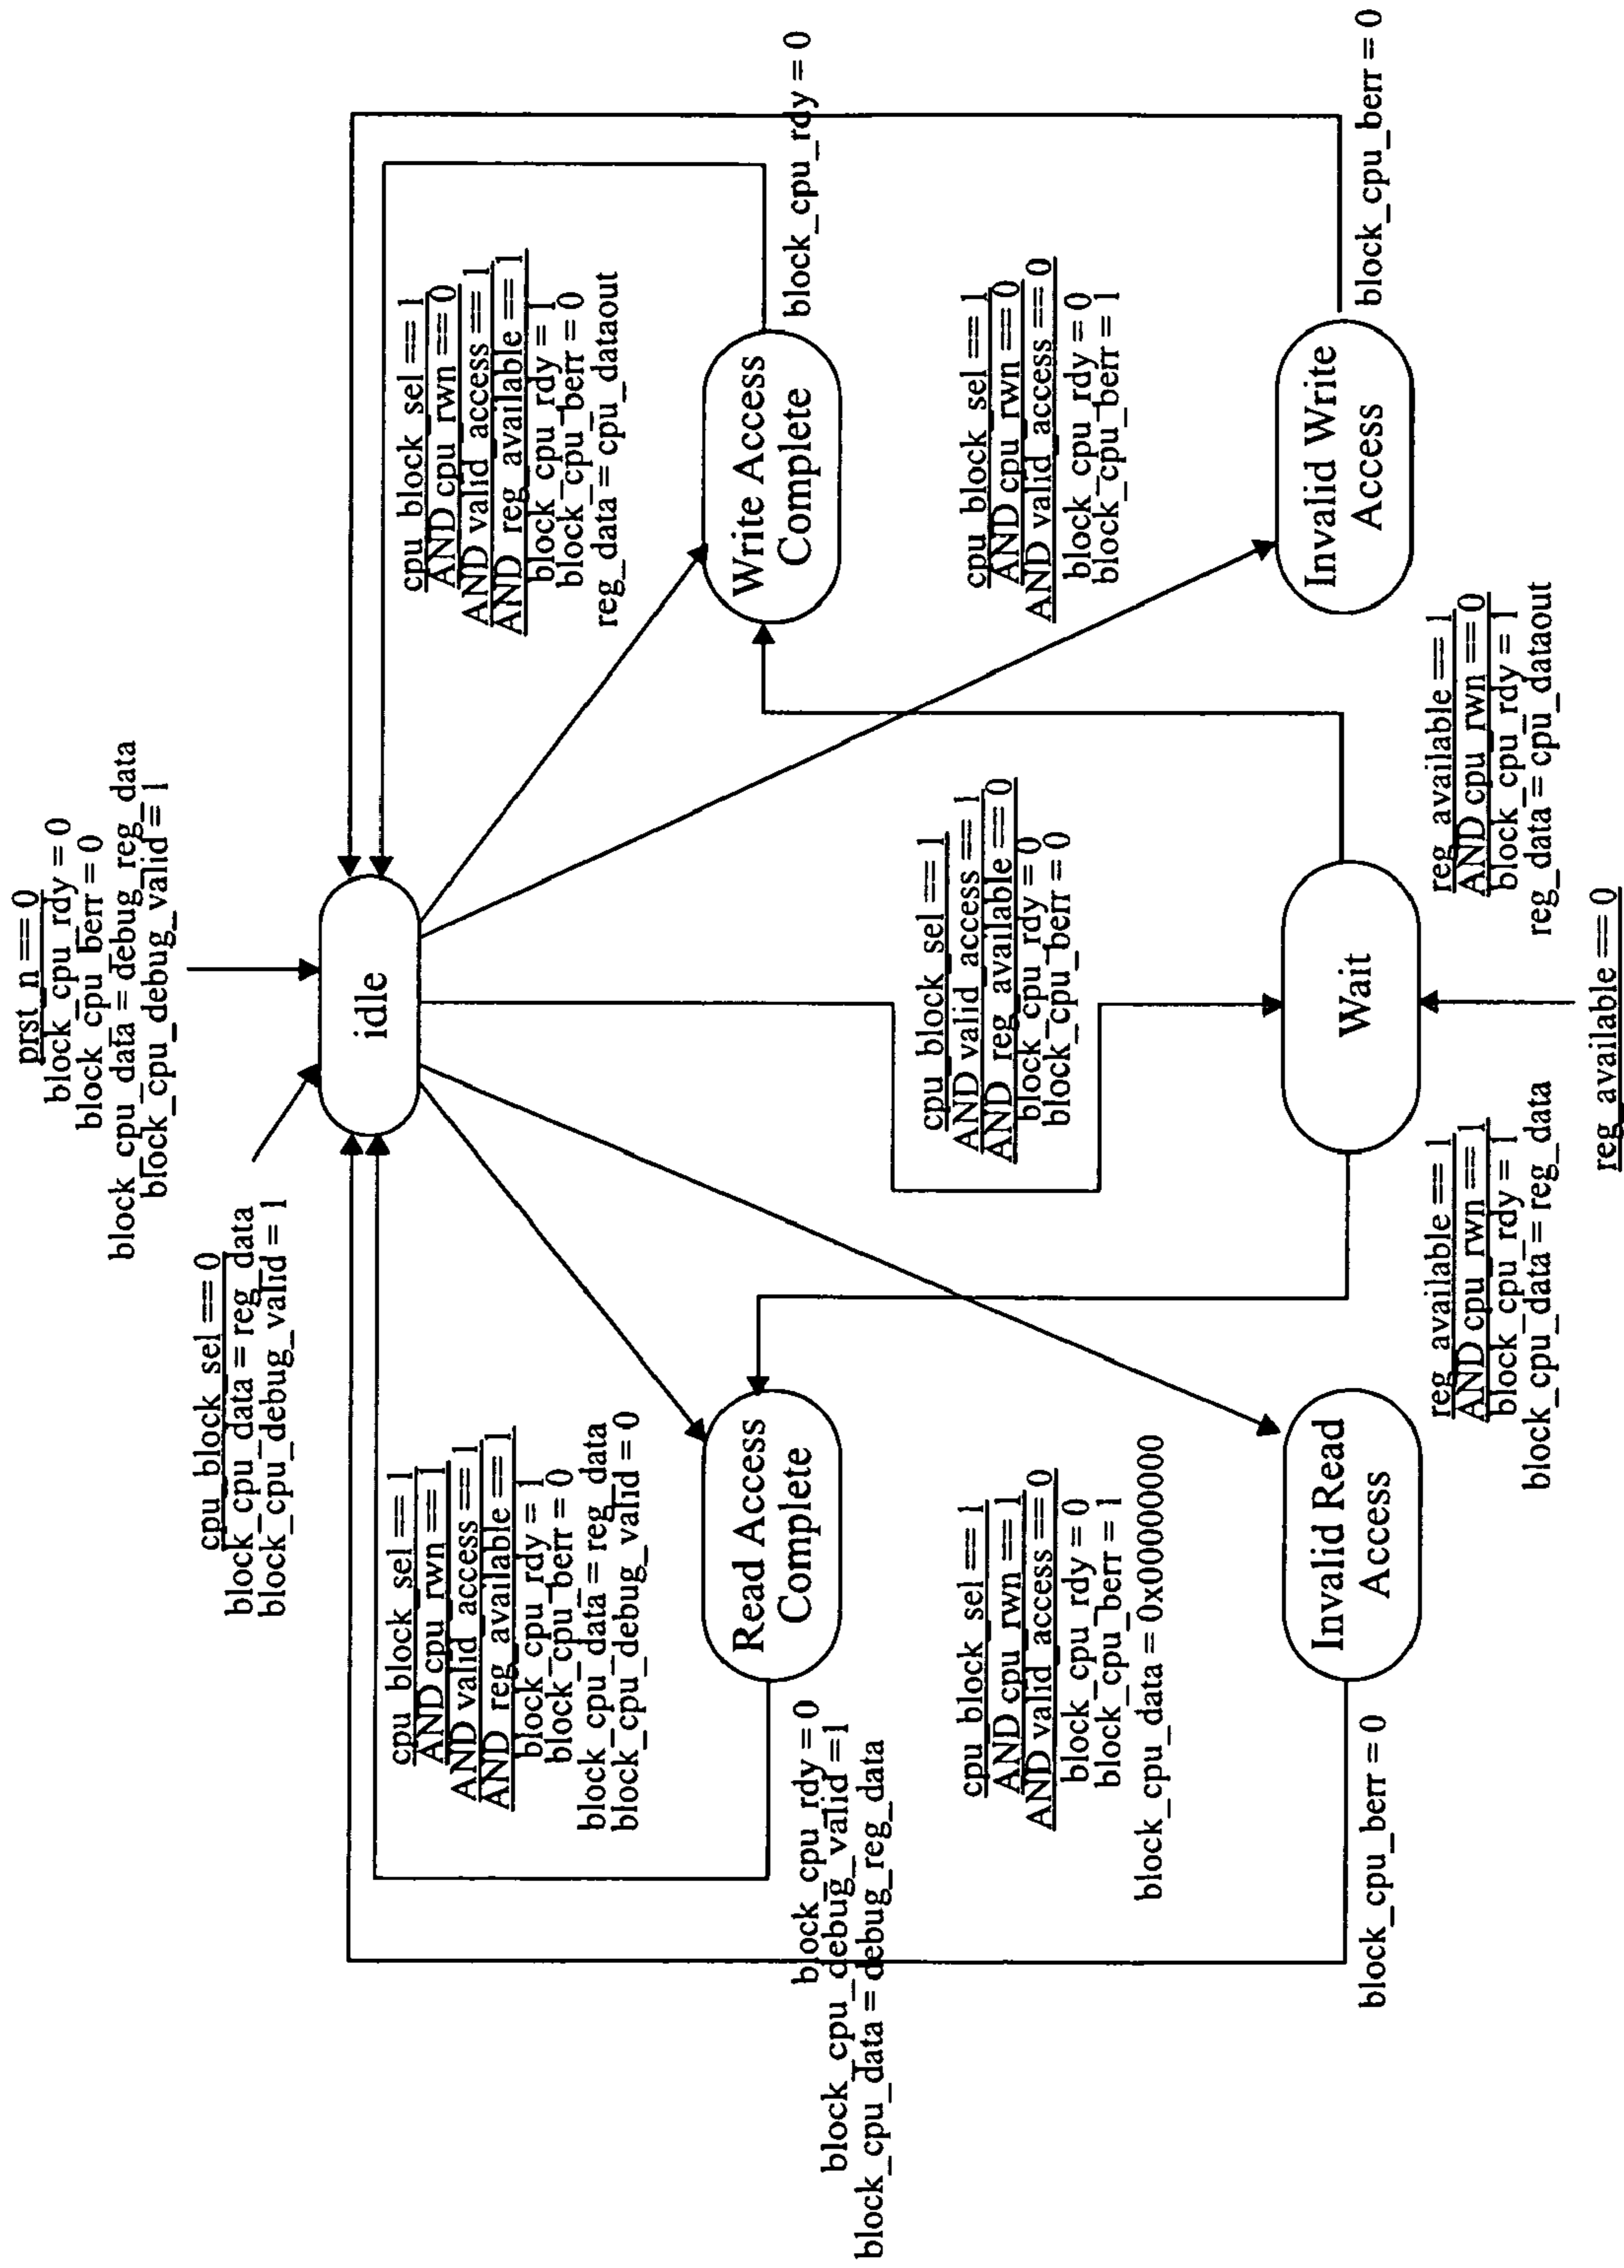 prst_n == 0
block_cpu_rdy = 0
block_cpu_berr = 0
block_cpu_data = debug_reg_data
block_cpu_debug_valid = 1
cpu_block_sel == 0
block_cpu_data = reg_data
block_cpu_debug_valid = 1
idle
cpu_block_sel == 1
AND cpu_rwn == 1
AND valid_access == 1
AND reg_available == 1
block_cpu_rdy = 1
block_cpu_berr = 0
block_cpu_data = reg_data
block_cpu_debug_valid = 0
cpu_block_sel == 1
AND cpu_rwn == 0
AND valid_access == 1
AND reg_available == 1
block_cpu_rdy = 1
block_cpu_berr = 0
reg_data = cpu_dataout
Read Access
Complete
Write Access
Complete
block_cpu_rdy = 0
block_cpu_debug_valid =1
block_cpu_data = debug_reg_data
block_cpu_rdy = 0
cpu_block_sel == 1
AND cpu_rwn == 1
AND valid_access == 0
block_cpu_rdy = 0
block_cpu_berr = 1
block_cpu_data = 0x00000000
cpu_block_sel == 1
AND valid_access == 1
AND reg_available == 0
block_cpu_rdy = 0
block_cpu_berr = 0
cpu_block_sel == 1
AND cpu_rwn == 0
AND valid_access == 0
block_cpu_rdy = 0
block_cpu_berr = 1
Invalid Read
Access
Wait
Invalid Write
Access
block_cpu_berr = 0
reg_available == 1
AND cpu_rwn == 1
block_cpu_rdy = 1
block_cpu_data = reg_data
reg_available == 1
AND cpu_rwn == 0
block_cpu_rdy = 1
reg_data = cpu_dataout
block_cpu_berr = 0
reg_available == 0